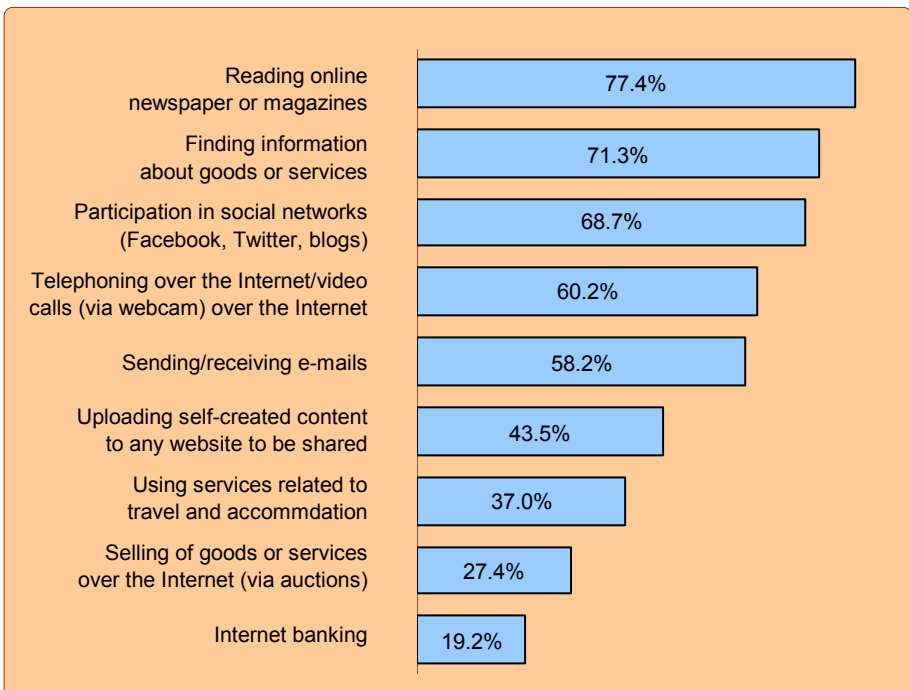 Reading online
newspaper or magazines
77.4%
Finding information
about goods or services
71.3%
Participation in social networks
(Facebook, Twitter, blogs)
68.7%
Telephoning over the Internet/video
calls (via webcam) over the Internet
60.2%
Sending/receiving e-mails
58.2%
Uploading self-created content
to any website to be shared
43.5%
Using services related to
travel and accommdation
37.0%
Selling of goods or services
over the Internet (via auctions)
27.4%
Internet banking
19.2%